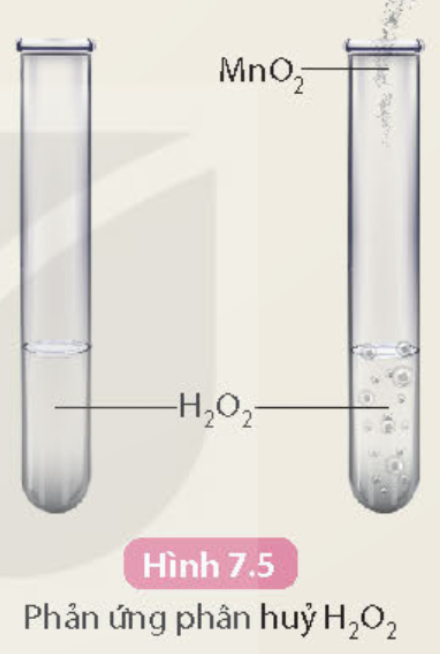 MnO₂
H₂O₂
Hình 7.5
Phản ứng phân huỷ H₂O₂